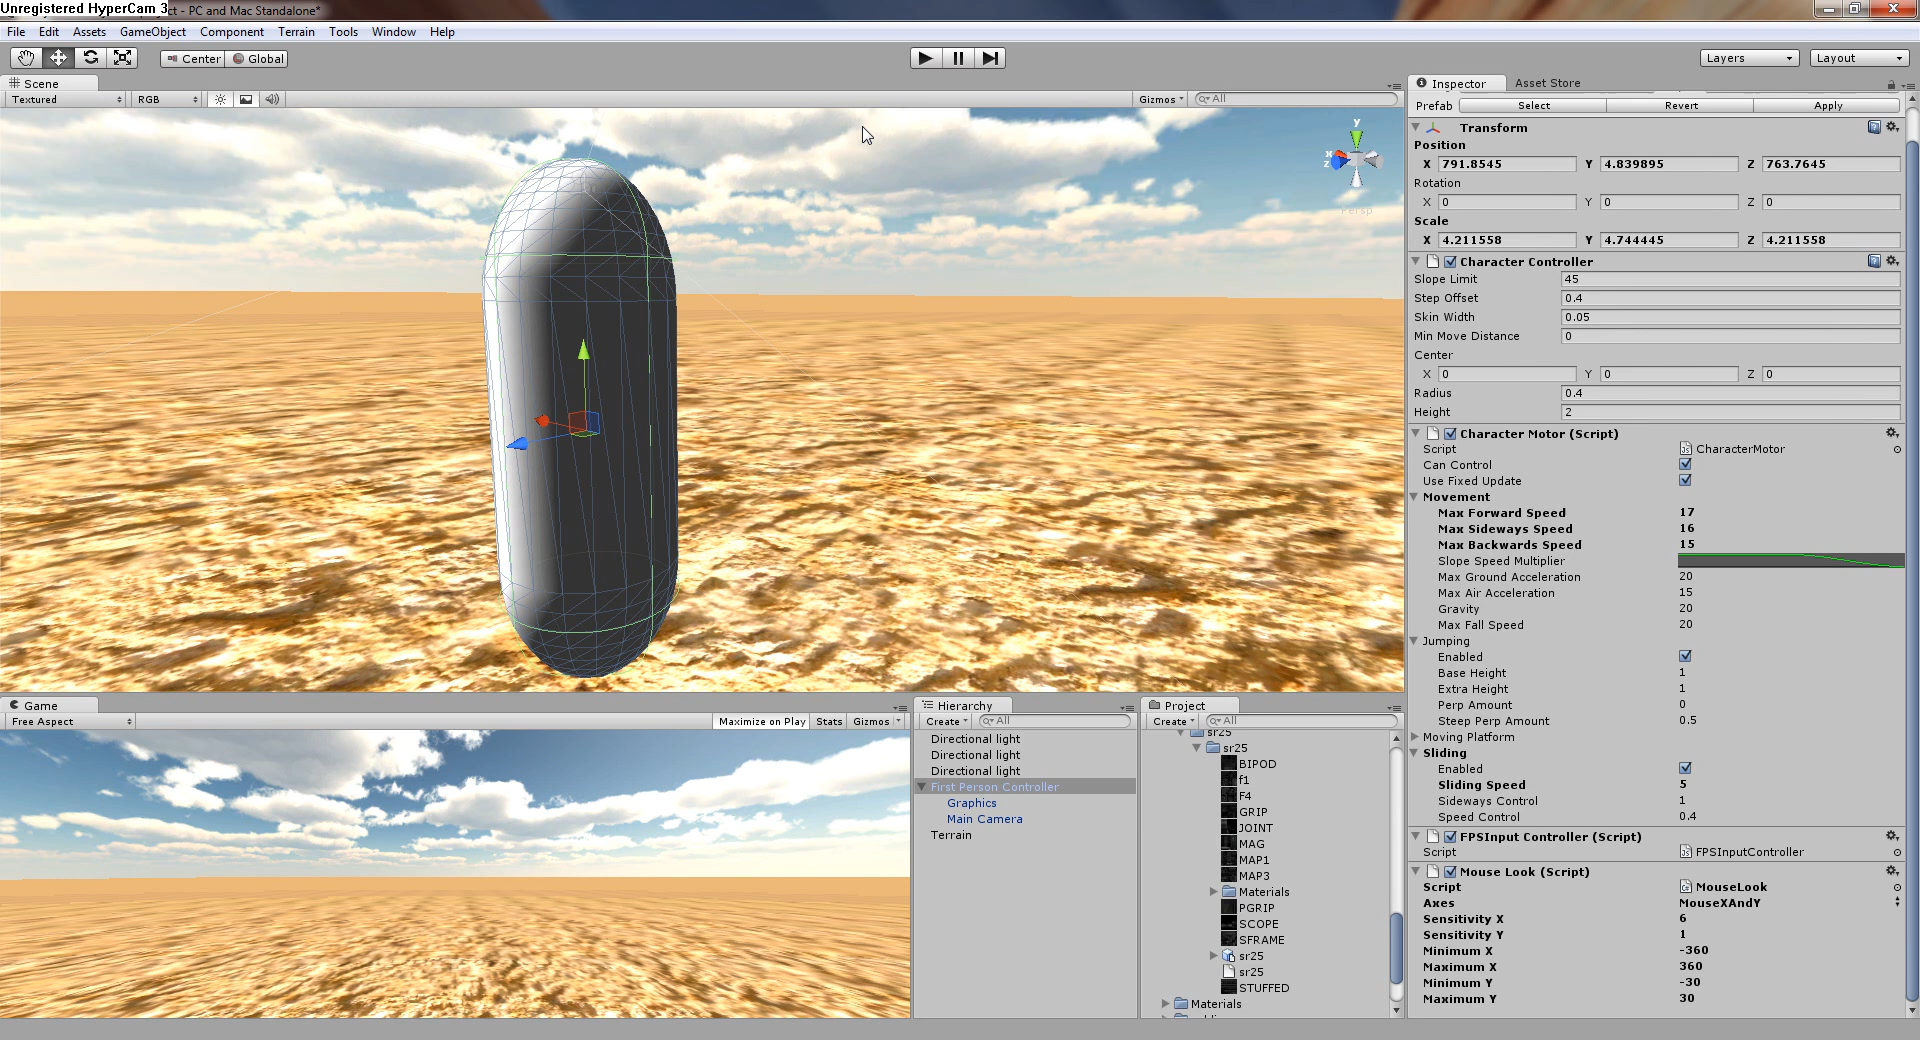 Unregistered HyperCam 3 ct - PC and Mac Standalone*
File Edit Assets GameObject Component Terrain Tools Window Help
Center Global Layers Layout
Scene
Textured RGB Gizmos All
y
x
z
Persp
Game
Free Aspect Maximize on Play Stats Gizmos
Hierarchy
Create All
Directional light
Directional light
Directional light
First Person Controller
Graphics
Main Camera
Terrain
Project
Create All
sr25
sr25
BIPOD
f1
F4
GRIP
JOINT
MAG
MAP1
MAP3
Materials
PGRIP
SCOPE
SFRAME
sr25
sr25
STUFFED
Materials
Inspector Asset Store
Prefab Select Revert Apply
Transform
Position
X 791.8545 Y 4.839895 Z 763.7645
Rotation
X 0 Y 0 Z 0
Scale
X 4.211558 Y 4.744445 Z 4.211558
Character Controller
Slope Limit 45
Step Offset 0.4
Skin Width 0.05
Min Move Distance 0
Center
X 0 Y 0 Z 0
Radius 0.4
Height 2
Character Motor (Script)
Script CharacterMotor
Can Control
Use Fixed Update
Movement
Max Forward Speed 17
Max Sideways Speed 16
Max Backwards Speed 15
Slope Speed Multiplier
Max Ground Acceleration 20
Max Air Acceleration 15
Gravity 20
Max Fall Speed 20
Jumping
Enabled
Base Height 1
Extra Height 1
Perp Amount 0
Steep Perp Amount 0.5
Moving Platform
Sliding
Enabled
Sliding Speed 5
Sideways Control 1
Speed Control 0.4
FPSInput Controller (Script)
Script FPSInputController
Mouse Look (Script)
Script MouseLook
Axes MouseXAndY
Sensitivity X 6
Sensitivity Y 1
Minimum X -360
Maximum X 360
Minimum Y -30
Maximum Y 30